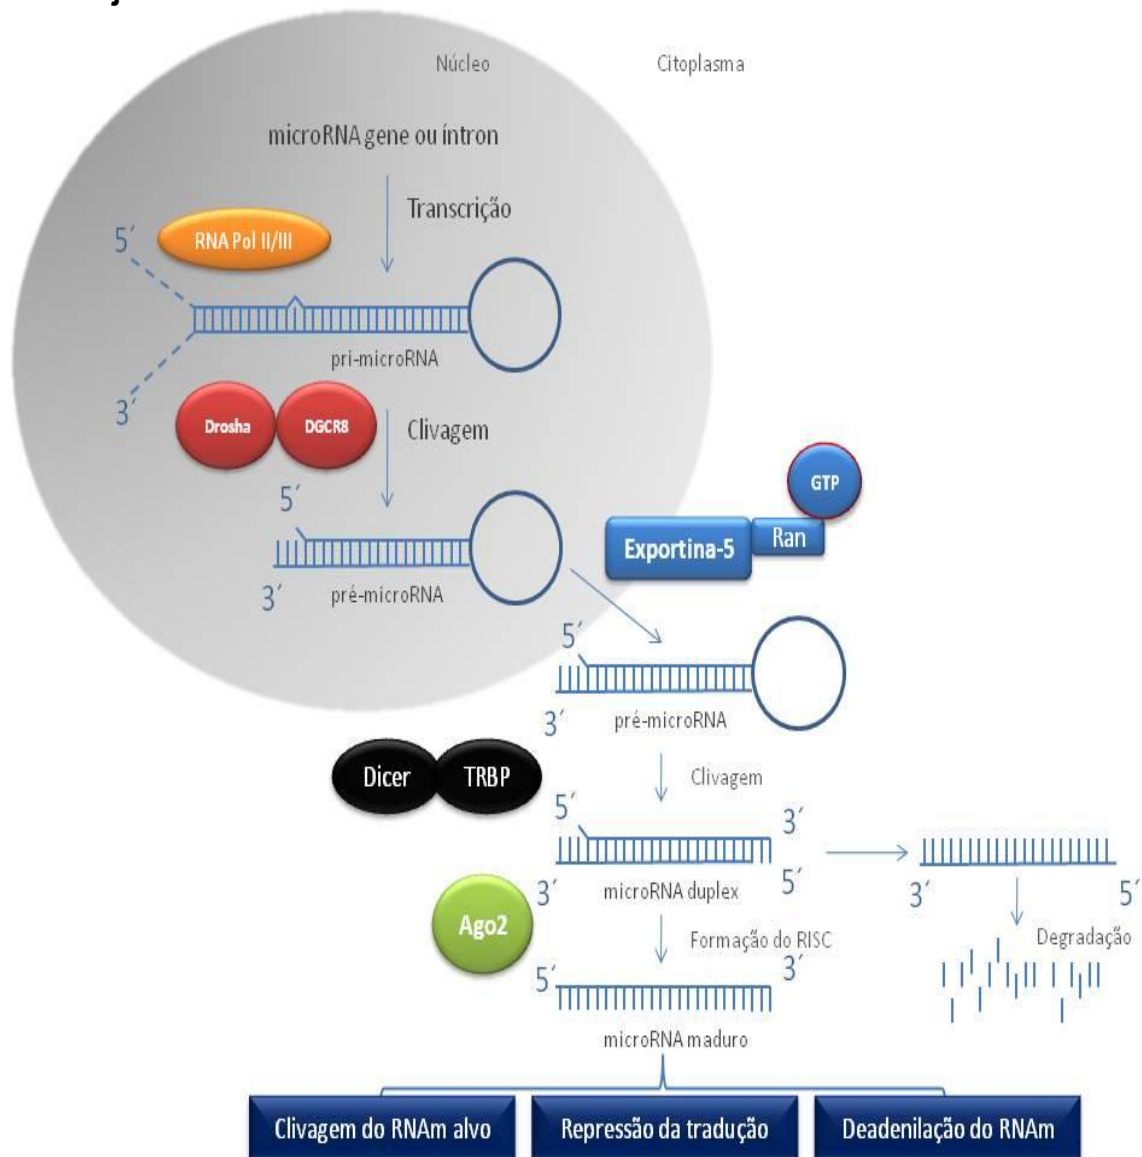 Núcleo
Citoplasma
microRNA gene ou íntron
Transcrição
5´
RNA Pol II/III
pri-microRNA
3´
Drosha
DGCR8
Clivagem
GTP
5´
Exportina-5
Ran
3´
pré-microRNA
5´
3´
pré-microRNA
Dicer
TRBP
Clivagem
5´
3´
3´
microRNA duplex
5´
3´
5´
Ago2
Formação do RISC
Degradação
5´
3´
microRNA maduro
Clivagem do RNAm alvo
Repressão da tradução
Deadenilação do RNAm